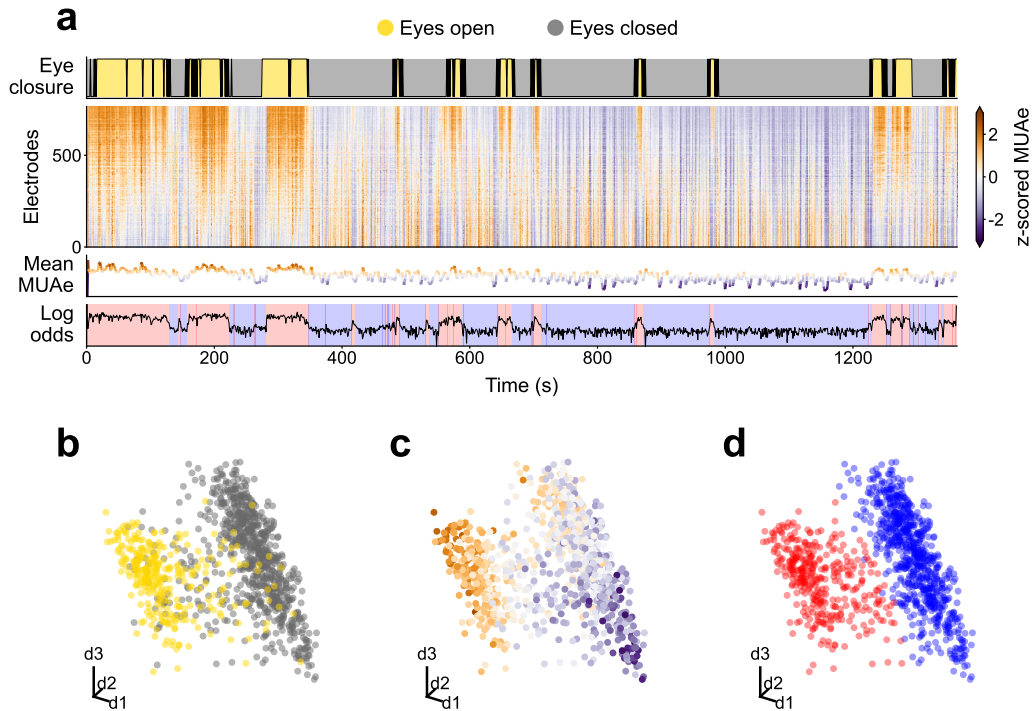 a
Eyes open
Eyes closed
Eye
closure
Electrodes
500
0
2
0
-2
z-scored MUAe
Mean
MUAe
Log
odds
0 200 400 600 800 1000 1200
Time (s)
b
c
d
d3
d2
d1
d3
d2
d1
d3
d2
d1